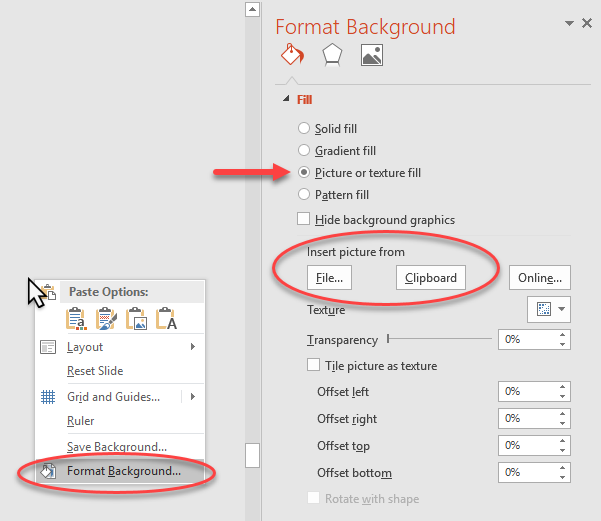 Format Background
Fill
Solid fill
Gradient fill
Picture or texture fill
Pattern fill
Hide background graphics
Insert picture from
File...
Clipboard
Online...
Texture
Transparency
0%
Tile picture as texture
Offset left
0%
Offset right
0%
Offset top
0%
Offset bottom
0%
Rotate with shape
Paste Options:
Layout
Reset Slide
Grid and Guides...
Ruler
Save Background...
Format Background...